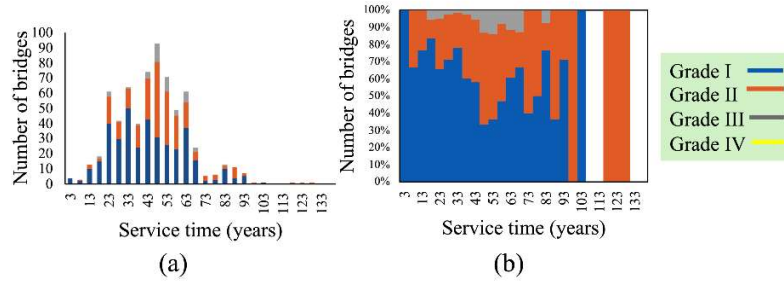 100
90
80
70
60
50
40
30
20
10
0
Number of bridges
3 13 23 33 43 53 63 73 83 93 103 113 123 133
Service time (years)
(a)
100%
90%
80%
70%
60%
50%
40%
30%
20%
10%
0%
Number of bridges
3 13 23 33 43 53 63 73 83 93 103 113 123 133
Service time (years)
(b)
Grade I
Grade II
Grade III
Grade IV